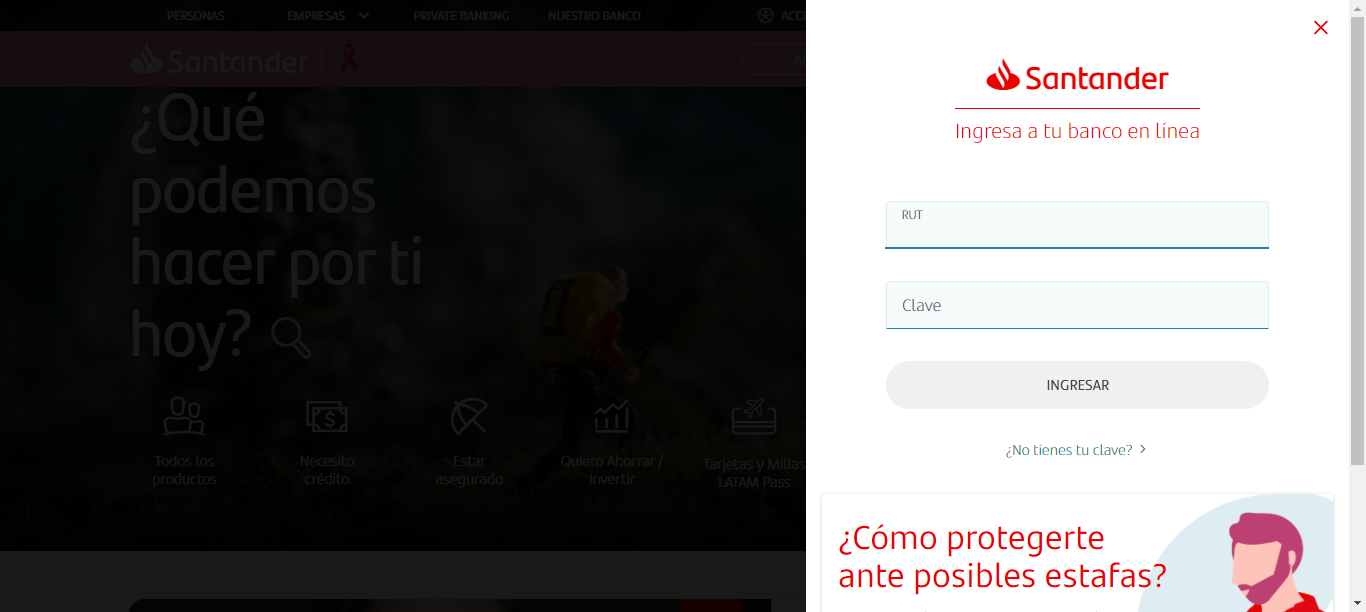 PERSONAS
EMPRESAS
PRIVATE BANKING
NUESTRO BANCO
Santander
¿Qué
podemos
hacer por ti
hoy?
Todos los
productos
Necesito
crédito
Estar
asegurado
Quiero Ahorrar /
Invertir
Tarjetas y Millas
LATAM Pass
Santander
Ingresa a tu banco en línea
RUT
Clave
INGRESAR
¿No tienes tu clave?
¿Cómo protegerte
ante posibles estafas?